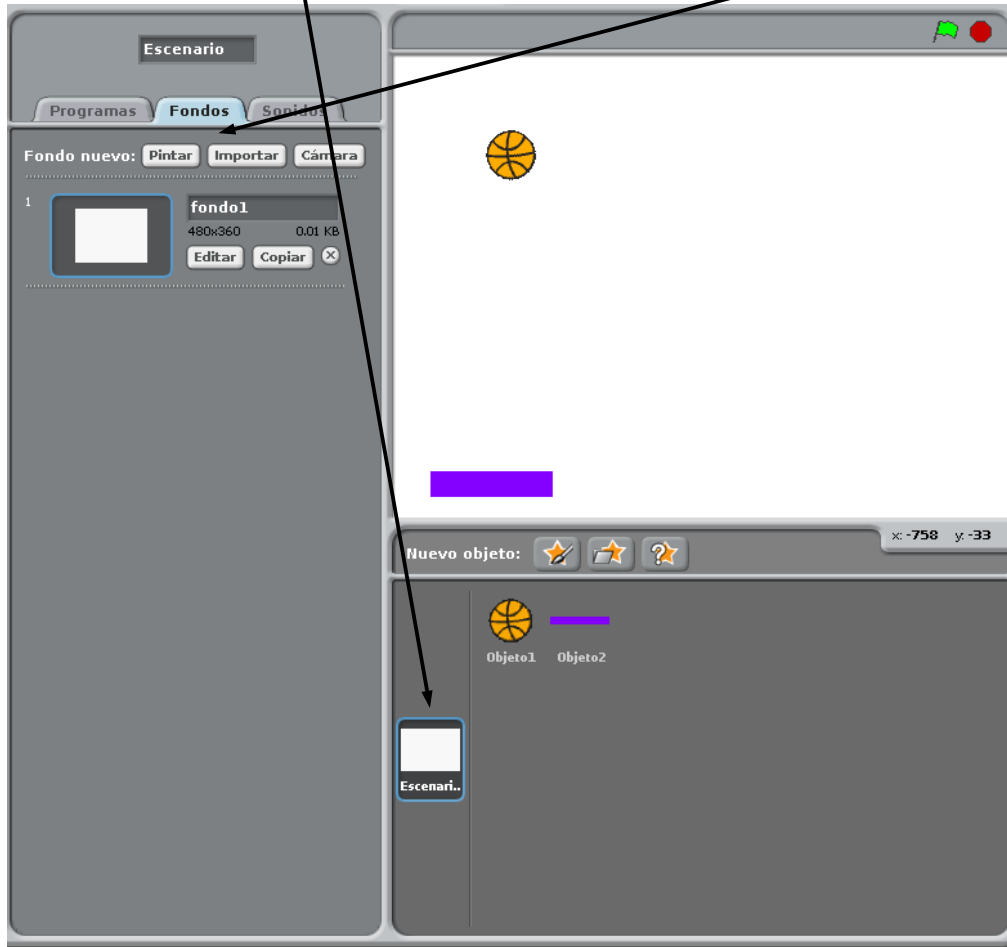 Escenario
Programas Fondos Sonidos
Fondo nuevo: Pintar Importar Cámara
1
fondo1
480x360 0.01 KB
Editar Copiar
x: -758 y: -33
Nuevo objeto:
Objeto1 Objeto2
Escenari..